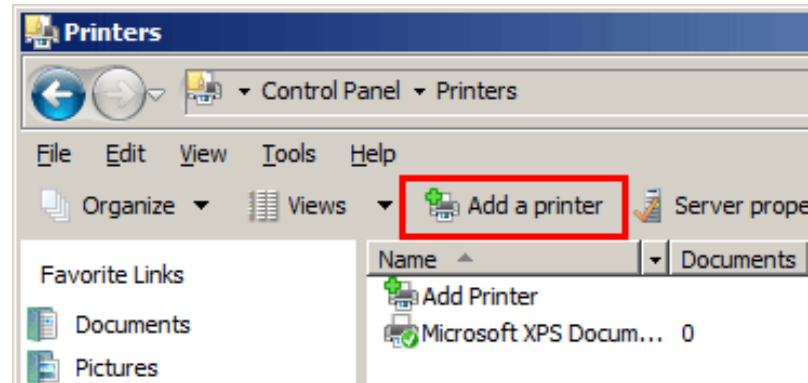 Printers
Control Panel Printers
File Edit View Tools Help
Organize Views Add a printer Server prope
Favorite Links
Name Documents
Add Printer
Documents
Microsoft XPS Docum... 0
Pictures